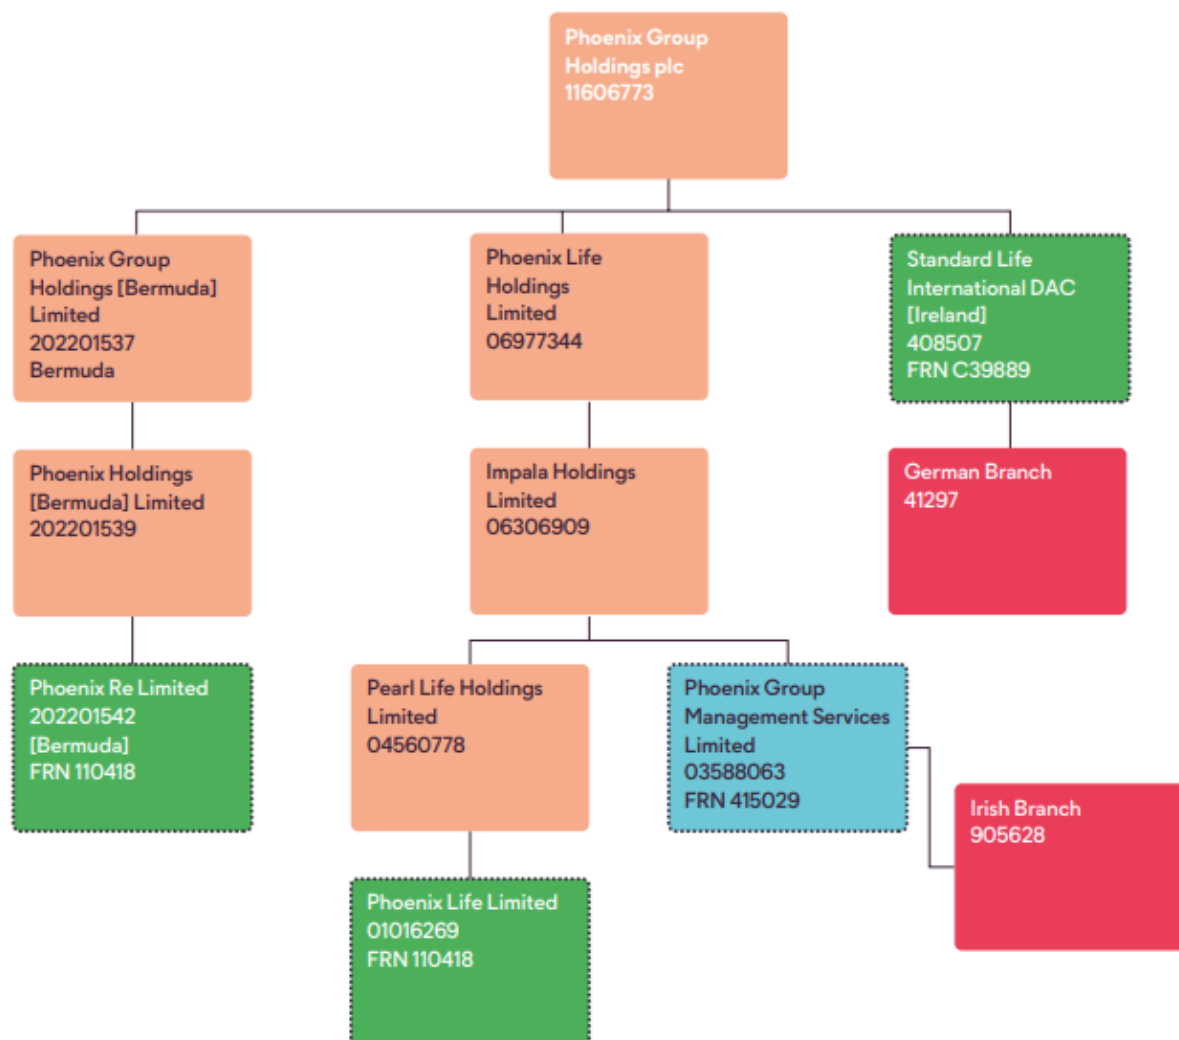 Phoenix Group
Holdings plc
11606773
Phoenix Group
Holdings [Bermuda]
Limited
202201537
Bermuda
Phoenix Life
Holdings
Limited
06977344
Standard Life
International DAC
[Ireland]
408507
FRN C39889
Phoenix Holdings
[Bermuda] Limited
202201539
Impala Holdings
Limited
06306909
German Branch
41297
Phoenix Re Limited
202201542
[Bermuda]
FRN 110418
Pearl Life Holdings
Limited
04560778
Phoenix Group
Management Services
Limited
03588063
FRN 415029
Irish Branch
905628
Phoenix Life Limited
01016269
FRN 110418